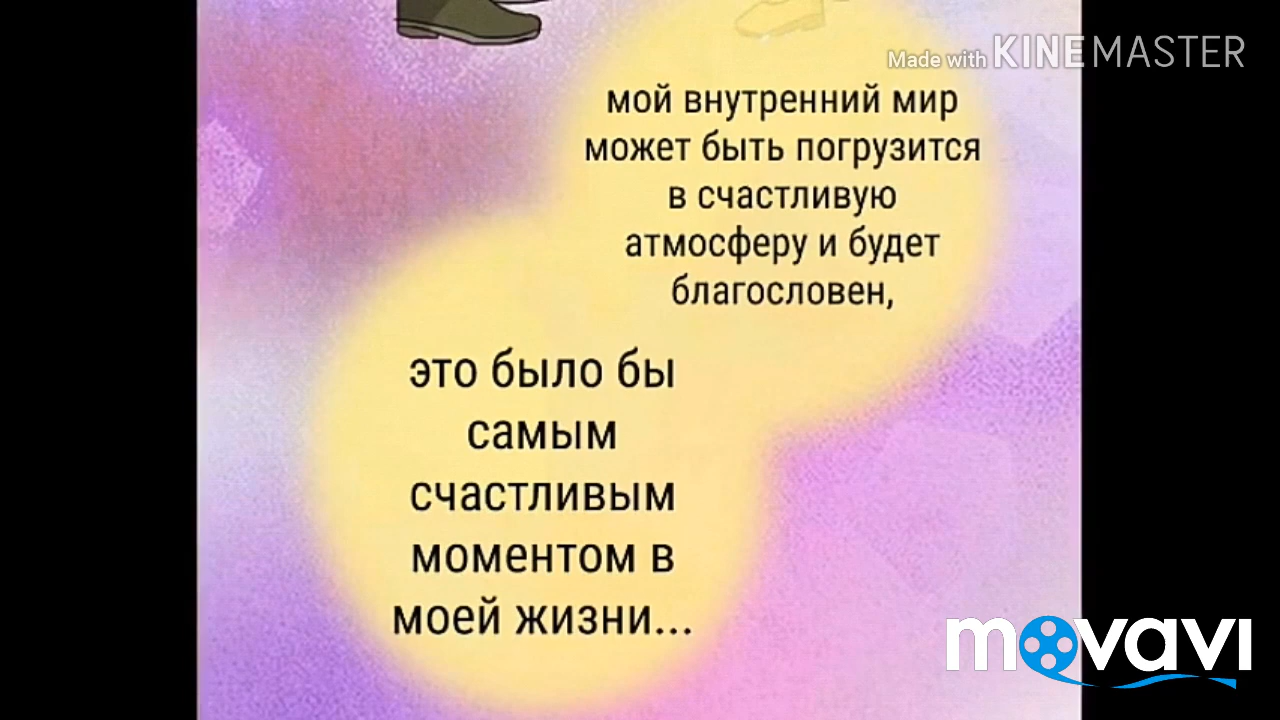 Made with KINEMASTER
мой внутренний мир
может быть погрузится
в счастливую
атмосферу и будет
благословен,
это было бы
самым
счастливым
моментом в
моей жизни...
movavi